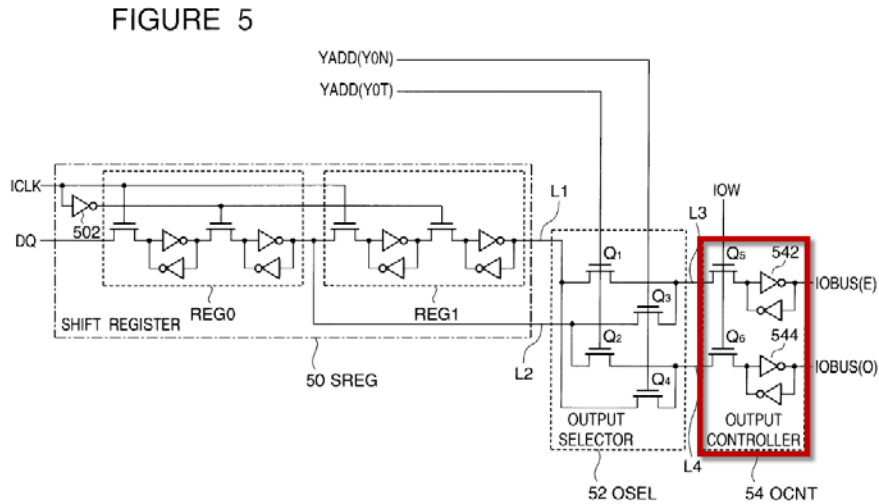 FIGURE 5
YADD(Y0N)
YADD(Y0T)
ICLK
502
DQ
L1
L3
IOW
Q1
Q5
542
IOBUS(E)
REG0
REG1
SHIFT REGISTER
Q3
Q2
Q6
544
IOBUS(O)
L2
50 SREG
Q4
OUTPUT
SELECTOR
L4
OUTPUT
CONTROLLER
52 OSEL
54 OCNT